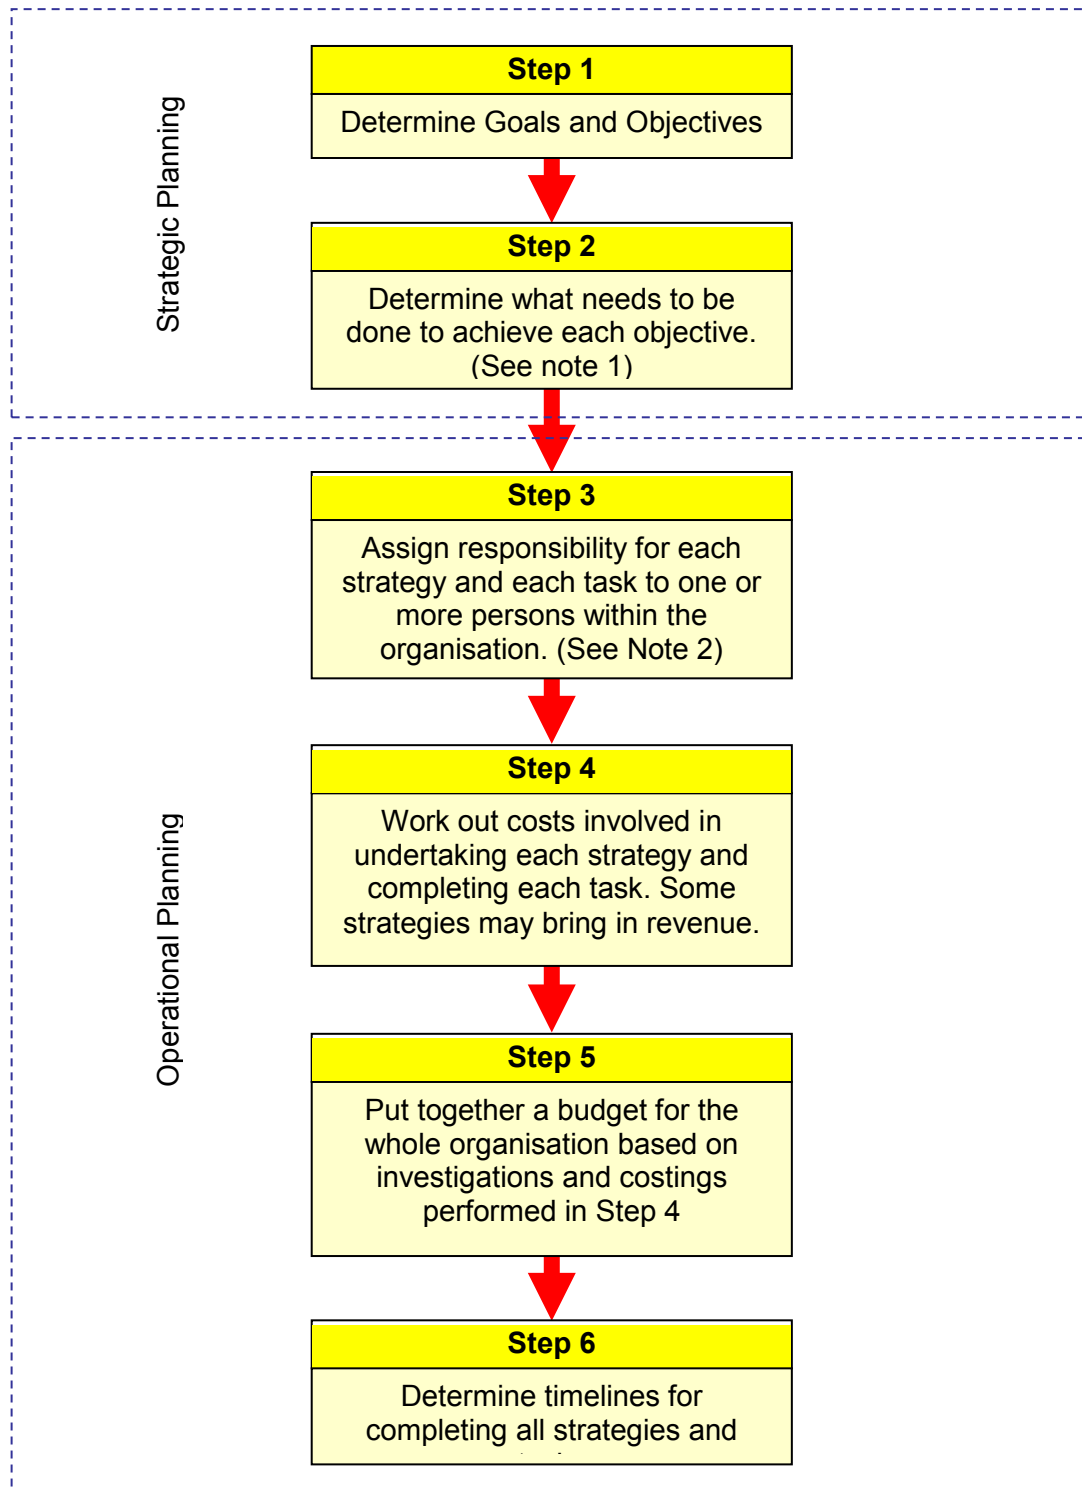 Strategic Planning
Step 1
Determine Goals and Objectives
Step 2
Determine what needs to be
done to achieve each objective.
(See note 1)
Operational Planning
Step 3
Assign responsibility for each
strategy and each task to one or
more persons within the
organisation. (See Note 2)
Step 4
Work out costs involved in
undertaking each strategy and
completing each task. Some
strategies may bring in revenue.
Step 5
Put together a budget for the
whole organisation based on
investigations and costings
performed in Step 4
Step 6
Determine timelines for
completing all strategies and